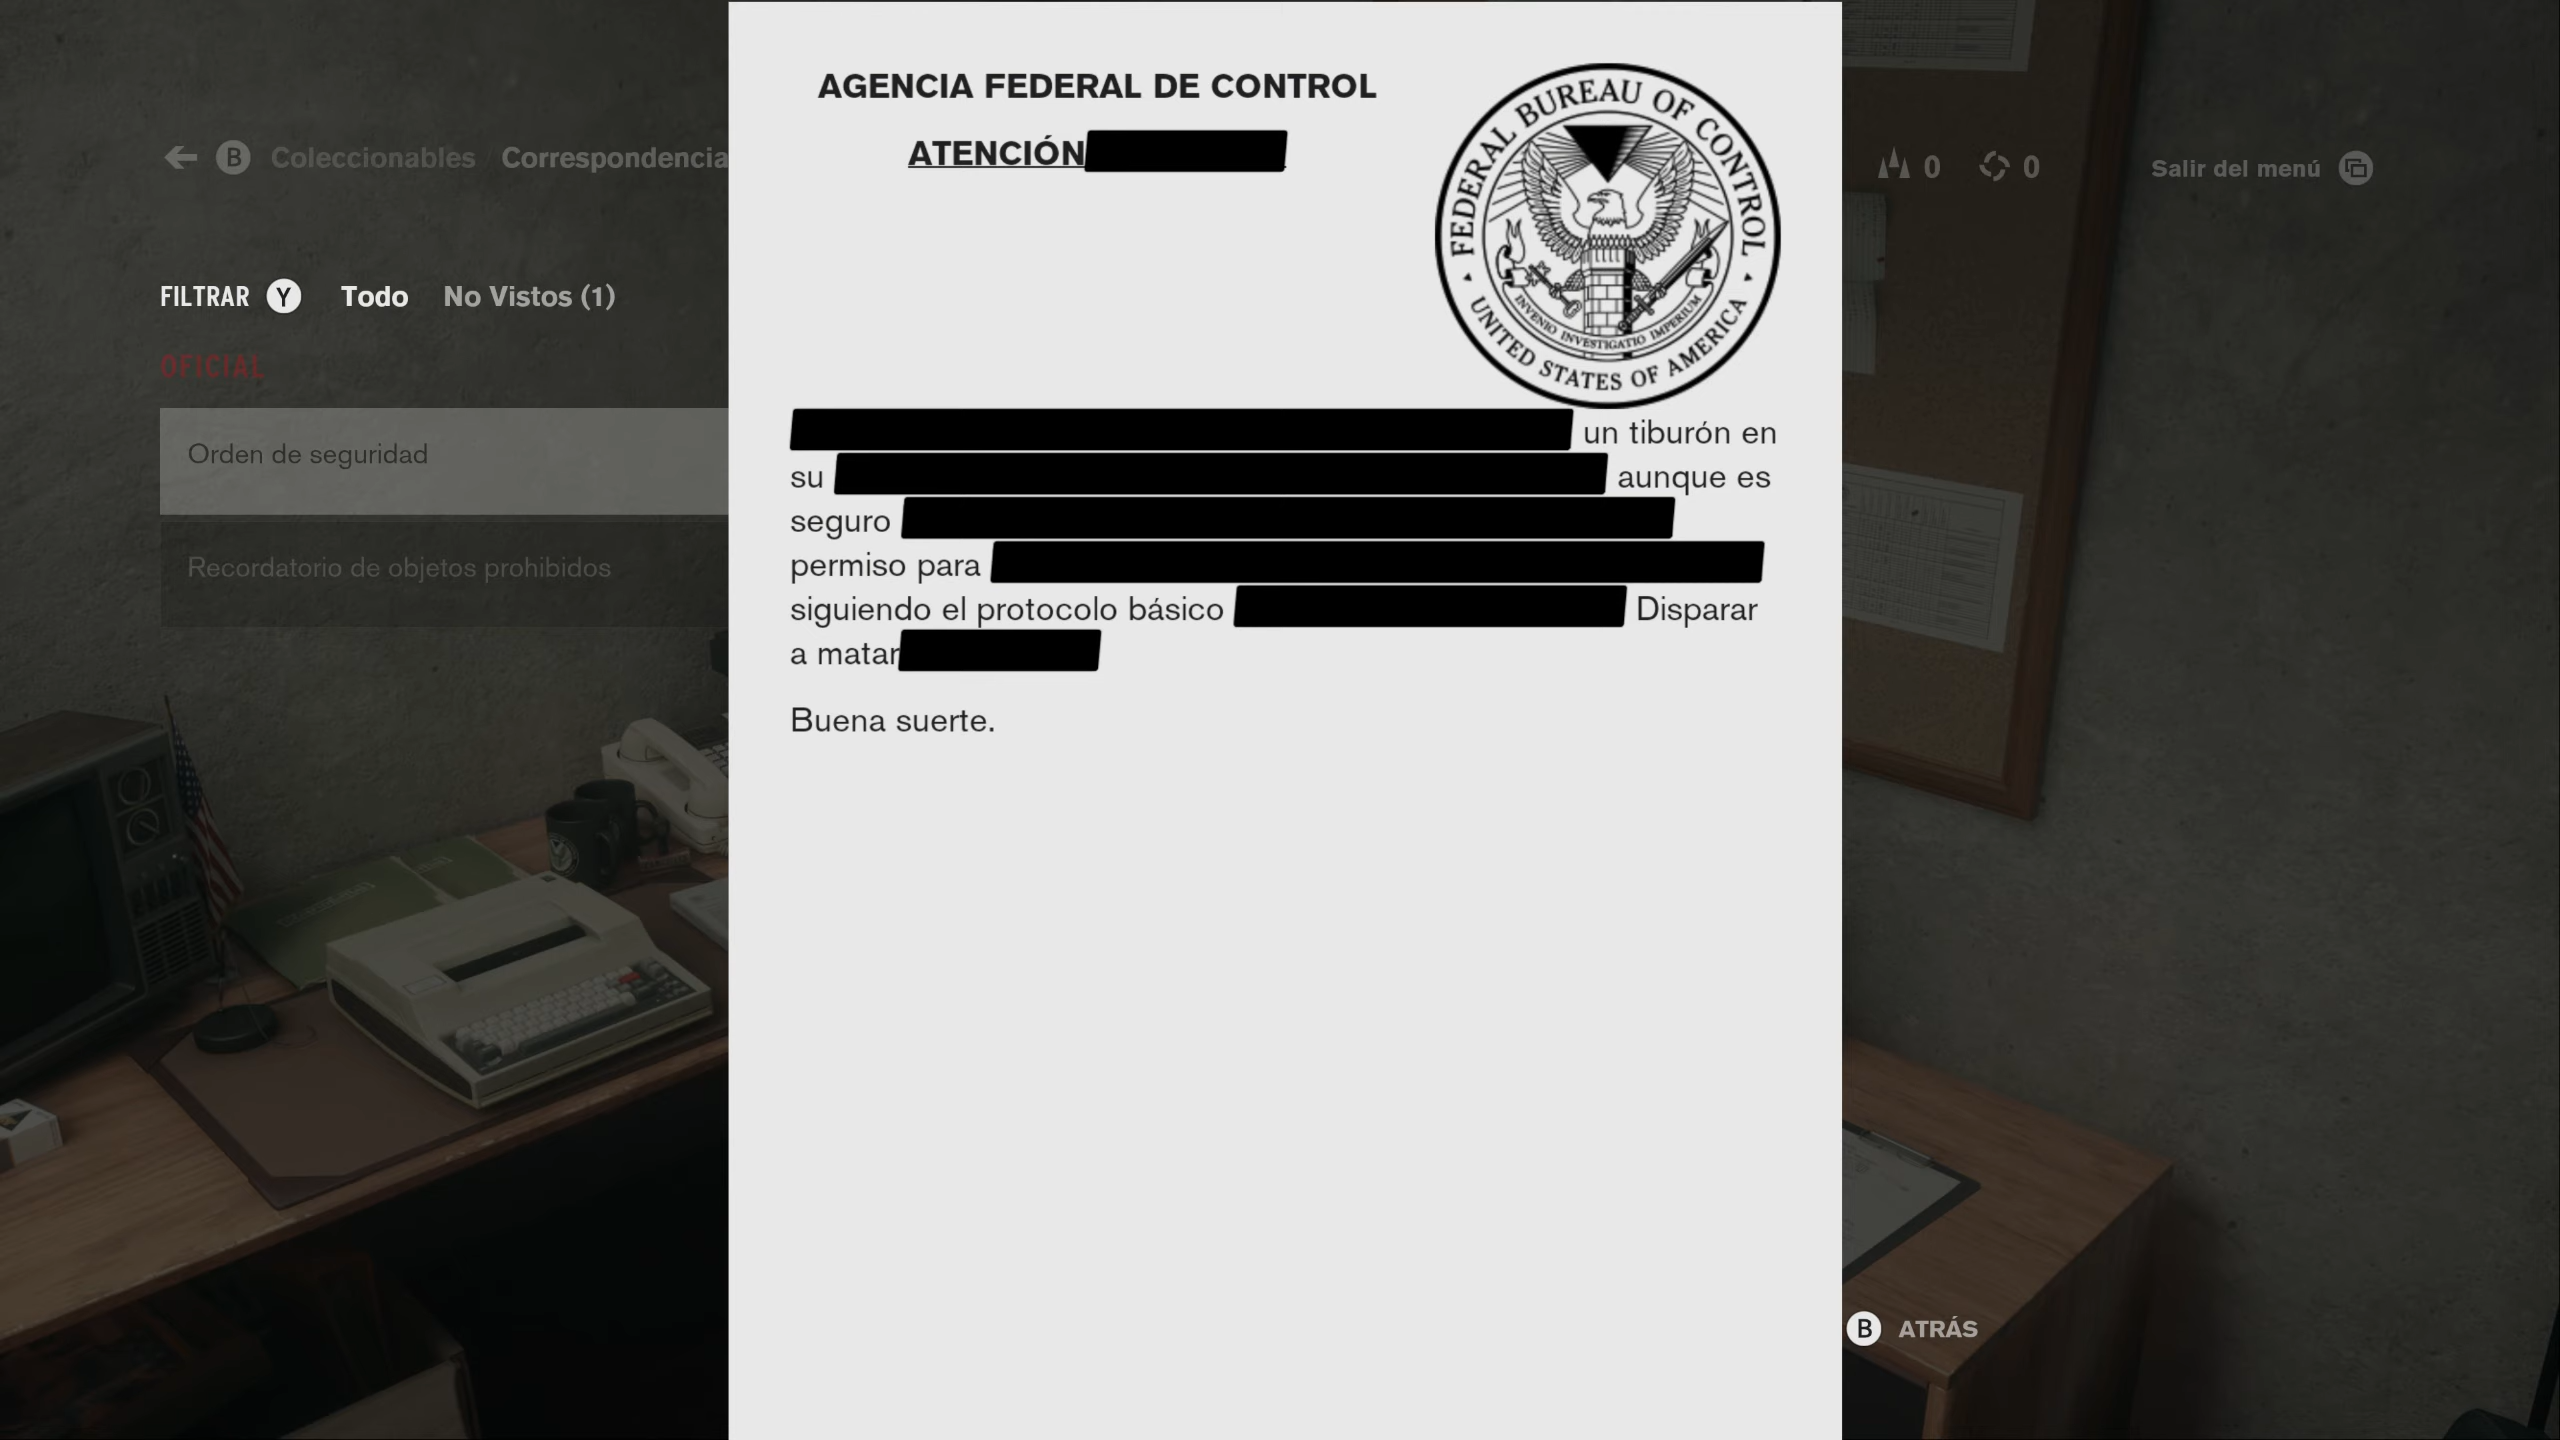 AGENCIA FEDERAL DE CONTROL
ATENCIÓN
FEDERAL BUREAU OF CONTROL
UNITED STATES OF AMERICA
INVENIO INVESTIGATIO IMPERIUM
B Coleccionables Correspondencia
0 0 Salir del menú
FILTRAR Y Todo No Vistos (1)
OFICIAL
Orden de seguridad
Recordatorio de objetos prohibidos
un tiburón en
su aunque es
seguro
permiso para
siguiendo el protocolo básico Disparar
a matar
Buena suerte.
B ATRÁS